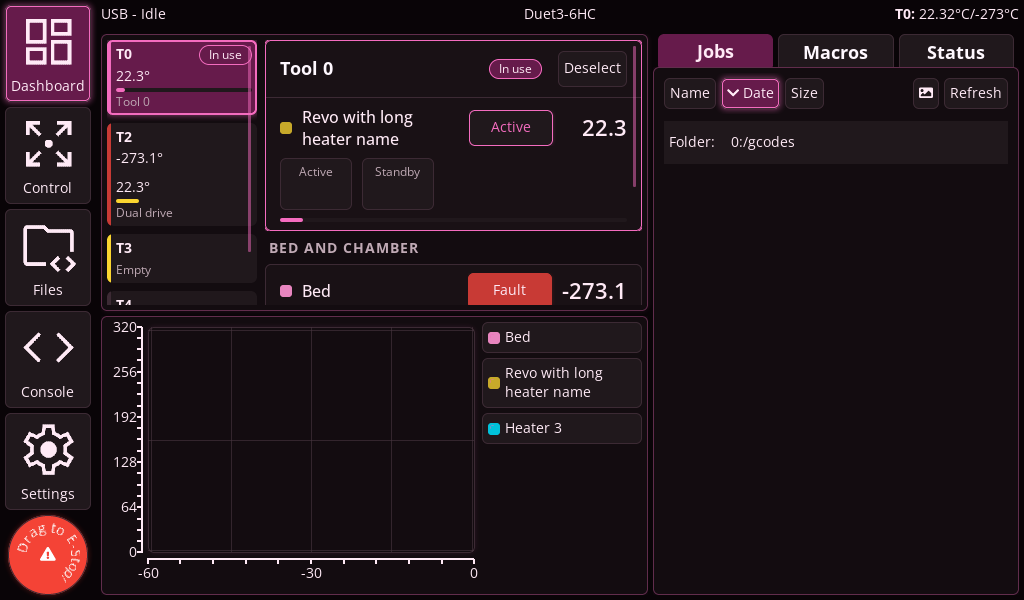 USB - Idle
Duet3-6HC
T0: 22.32°C/-273°C
Dashboard
Control
Files
Console
Settings
Drag to E-Stop!
T0
In use
22.3°
Tool 0
T2
-273.1°
22.3°
Dual drive
T3
Empty
T4
Tool 0
In use
Deselect
Revo with long
heater name
Active
22.3
Active
Standby
BED AND CHAMBER
Bed
Fault
-273.1
320
256
192
128
64
0
-60
-30
0
Bed
Revo with long
heater name
Heater 3
Jobs
Macros
Status
Name
Date
Size
Refresh
Folder: 0:/gcodes